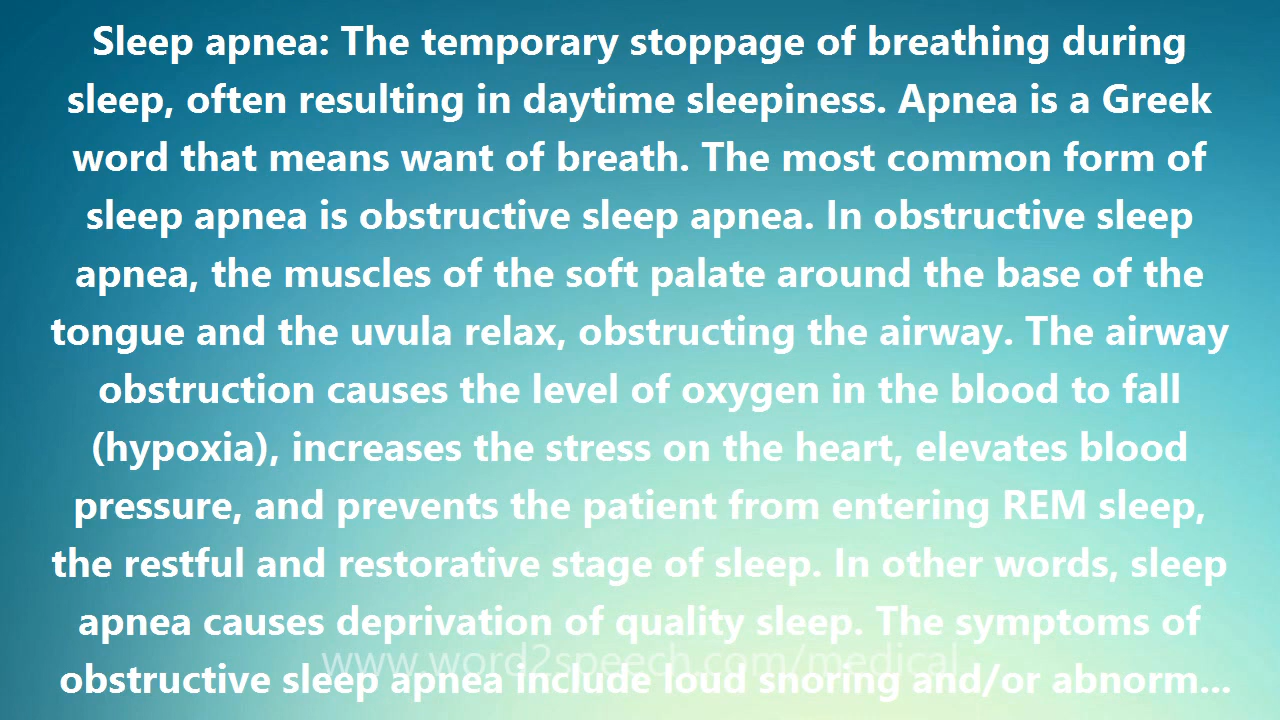 Sleep apnea: The temporary stoppage of breathing during
sleep, often resulting in daytime sleepiness. Apnea is a Greek
word that means want of breath. The most common form of
sleep apnea is obstructive sleep apnea. In obstructive sleep
apnea, the muscles of the soft palate around the base of the
tongue and the uvula relax, obstructing the airway. The airway
obstruction causes the level of oxygen in the blood to fall
(hypoxia), increases the stress on the heart, elevates blood
pressure, and prevents the patient from entering REM sleep,
the restful and restorative stage of sleep. In other words, sleep
apnea causes deprivation of quality sleep. The symptoms of
www.word2speech.com/medical
obstructive sleep apnea include loud snoring and/or abnorm...